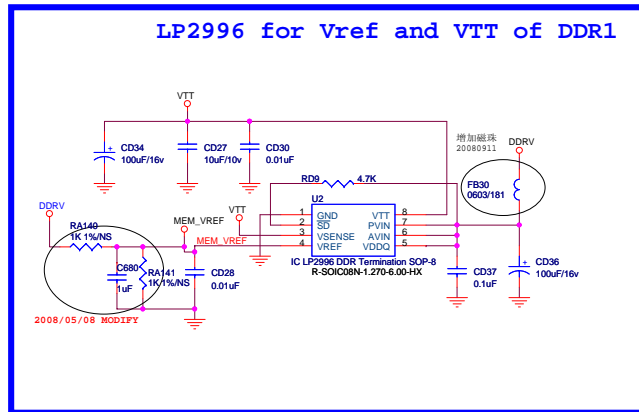 LP2996 for Vref and VTT of DDR1
VTT
CD34
100uF/16v
CD27
10uF/10v
CD30
0.01uF
增加磁珠
20080911
DDRV
FB30
0603/181
RD9 4.7K
U2
1 GND VTT 8
2 SD PVIN 7
3 VSENSE AVIN 6
4 VREF VDDQ 5
IC LP2996 DDR Termination SOP-8
R-SOIC08N-1.270-6.00-HX
DDRV
RA140
1K 1%/NS
MEM_VREF
VTT
MEM_VREF
C680
1uF
RA141
1K 1%/NS
CD28
0.01uF
CD37
0.1uF
CD36
100uF/16v
2008/05/08 MODIFY